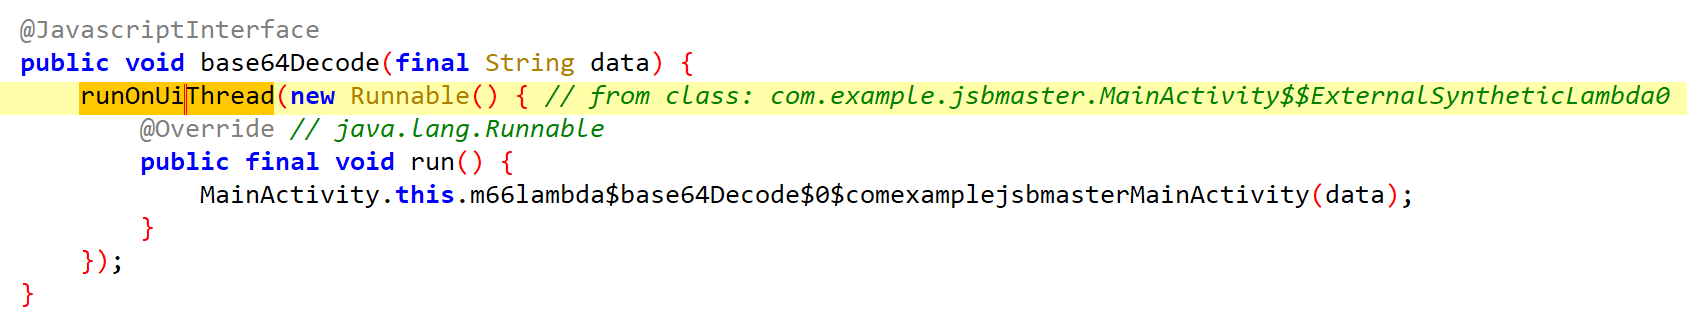 @JavascriptInterface
public void base64Decode(final String data) {
runOnUiThread(new Runnable() { // from class: com.example.jsbmaster.MainActivity$$ExternalSyntheticLambda0
@Override // java.lang.Runnable
public final void run() {
MainActivity.this.m66lambda$base64Decode$0$comexamplejsbmasterMainActivity(data);
}
});
}